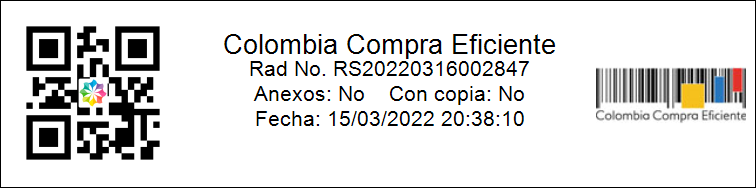 Colombia Compra Eficiente
Rad No. RS20220316002847
Anexos: No Con copia: No
Fecha: 15/03/2022 20:38:10
Colombia Compra Eficiente